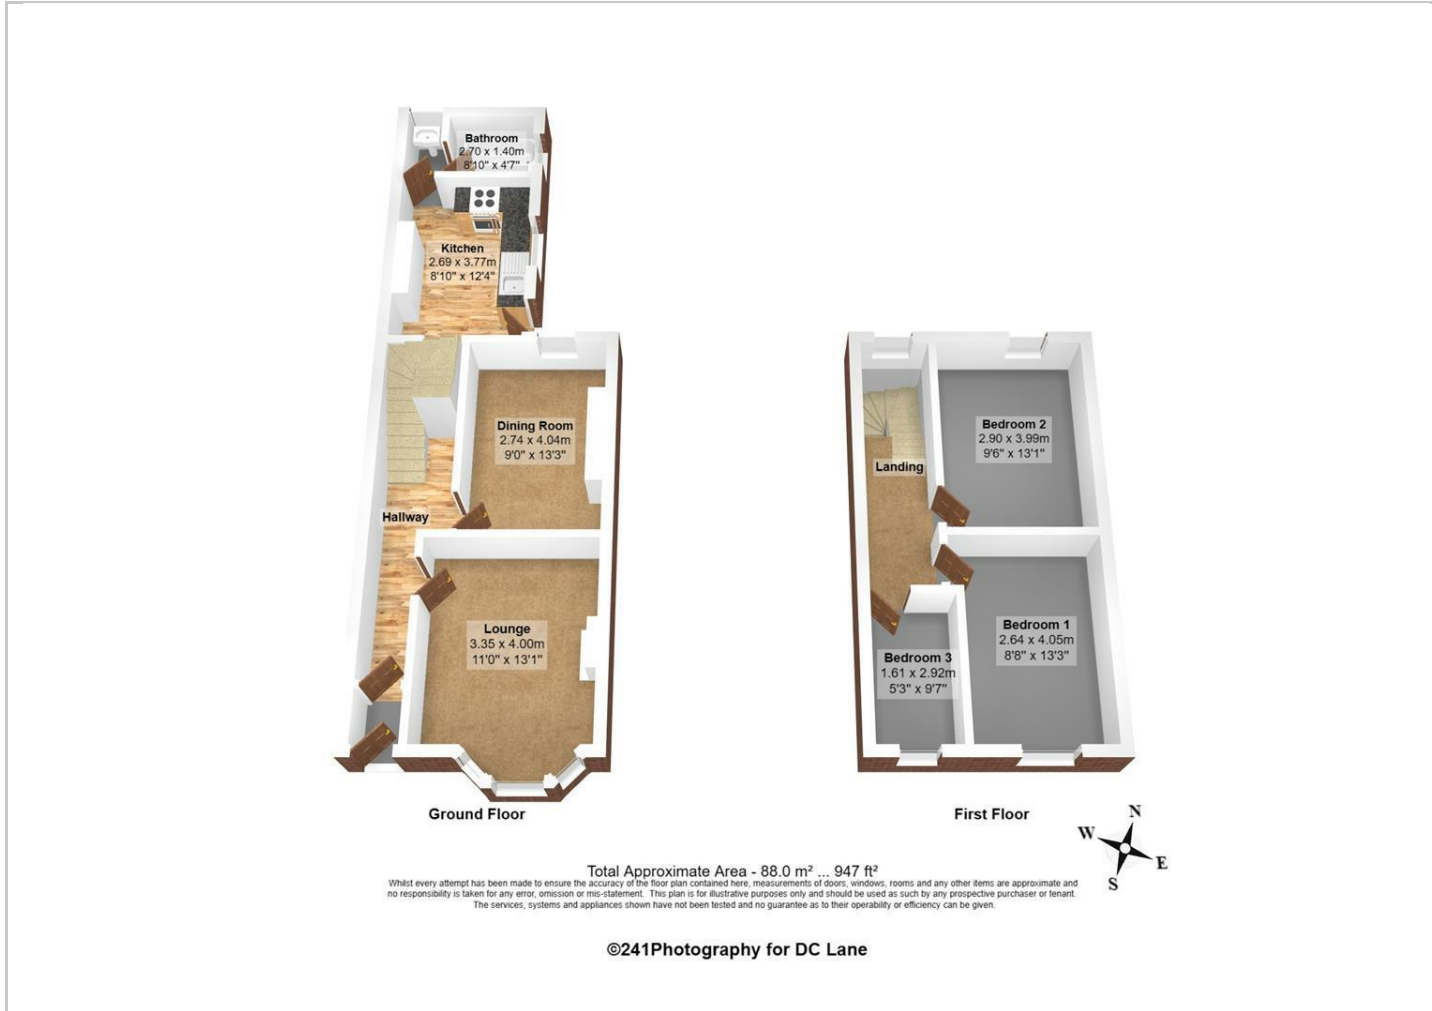 Bathroom
2.70 x 1.40m
8'10" x 4'7"
Kitchen
2.69 x 3.77m
8'10" x 12'4"
Dining Room
2.74 x 4.04m
9'0" x 13'3"
Hallway
Lounge
3.35 x 4.00m
11'0" x 13'1"
Ground Floor
Bedroom 2
2.90 x 3.99m
9'6" x 13'1"
Landing
Bedroom 1
2.64 x 4.05m
8'8" x 13'3"
Bedroom 3
1.61 x 2.92m
5'3" x 9'7"
First Floor
N
W
E
S
Total Approximate Area - 88.0 m² ... 947 ft²
Whilst every attempt has been made to ensure the accuracy of the floor plan contained here, measurements of doors, windows, rooms and any other items are approximate and
no responsibility is taken for any error, omission or mis-statement. This plan is for illustrative purposes only and should be used as such by any prospective purchaser or tenant.
The services, systems and appliances shown have not been tested and no guarantee as to their operability or efficiency can be given.
©241Photography for DC Lane